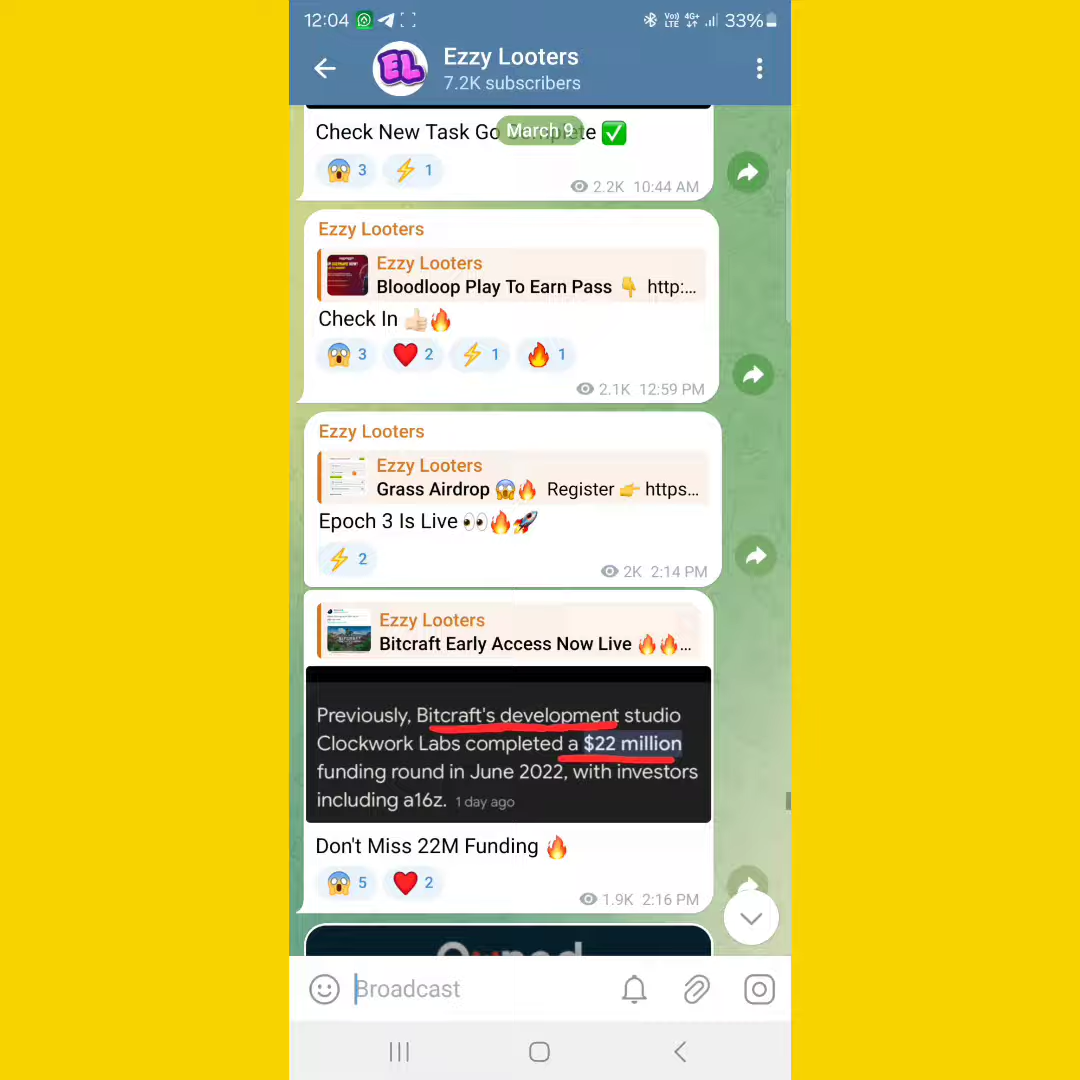 12:04
Vo)) LTE 4G+ 33%
EL
Ezzy Looters
7.2K subscribers
March 9
Check New Task Go
✅
😱 3 ⚡ 1
2.2K 10:44 AM
Ezzy Looters
Ezzy Looters
Bloodloop Play To Earn Pass 👇 http:...
Check In 👍🏻🔥
😱 3 ❤️ 2 ⚡ 1 🔥 1
2.1K 12:59 PM
Ezzy Looters
Ezzy Looters
Grass Airdrop 😱🔥 Register 👉 https...
Epoch 3 Is Live 👀🔥🚀
⚡ 2
2K 2:14 PM
Ezzy Looters
Bitcraft Early Access Now Live 🔥🔥...
Previously, Bitcraft's development studio
Clockwork Labs completed a $22 million
funding round in June 2022, with investors
including a16z. 1 day ago
Don't Miss 22M Funding 🔥
😱 5 ❤️ 2
1.9K 2:16 PM
Broadcast